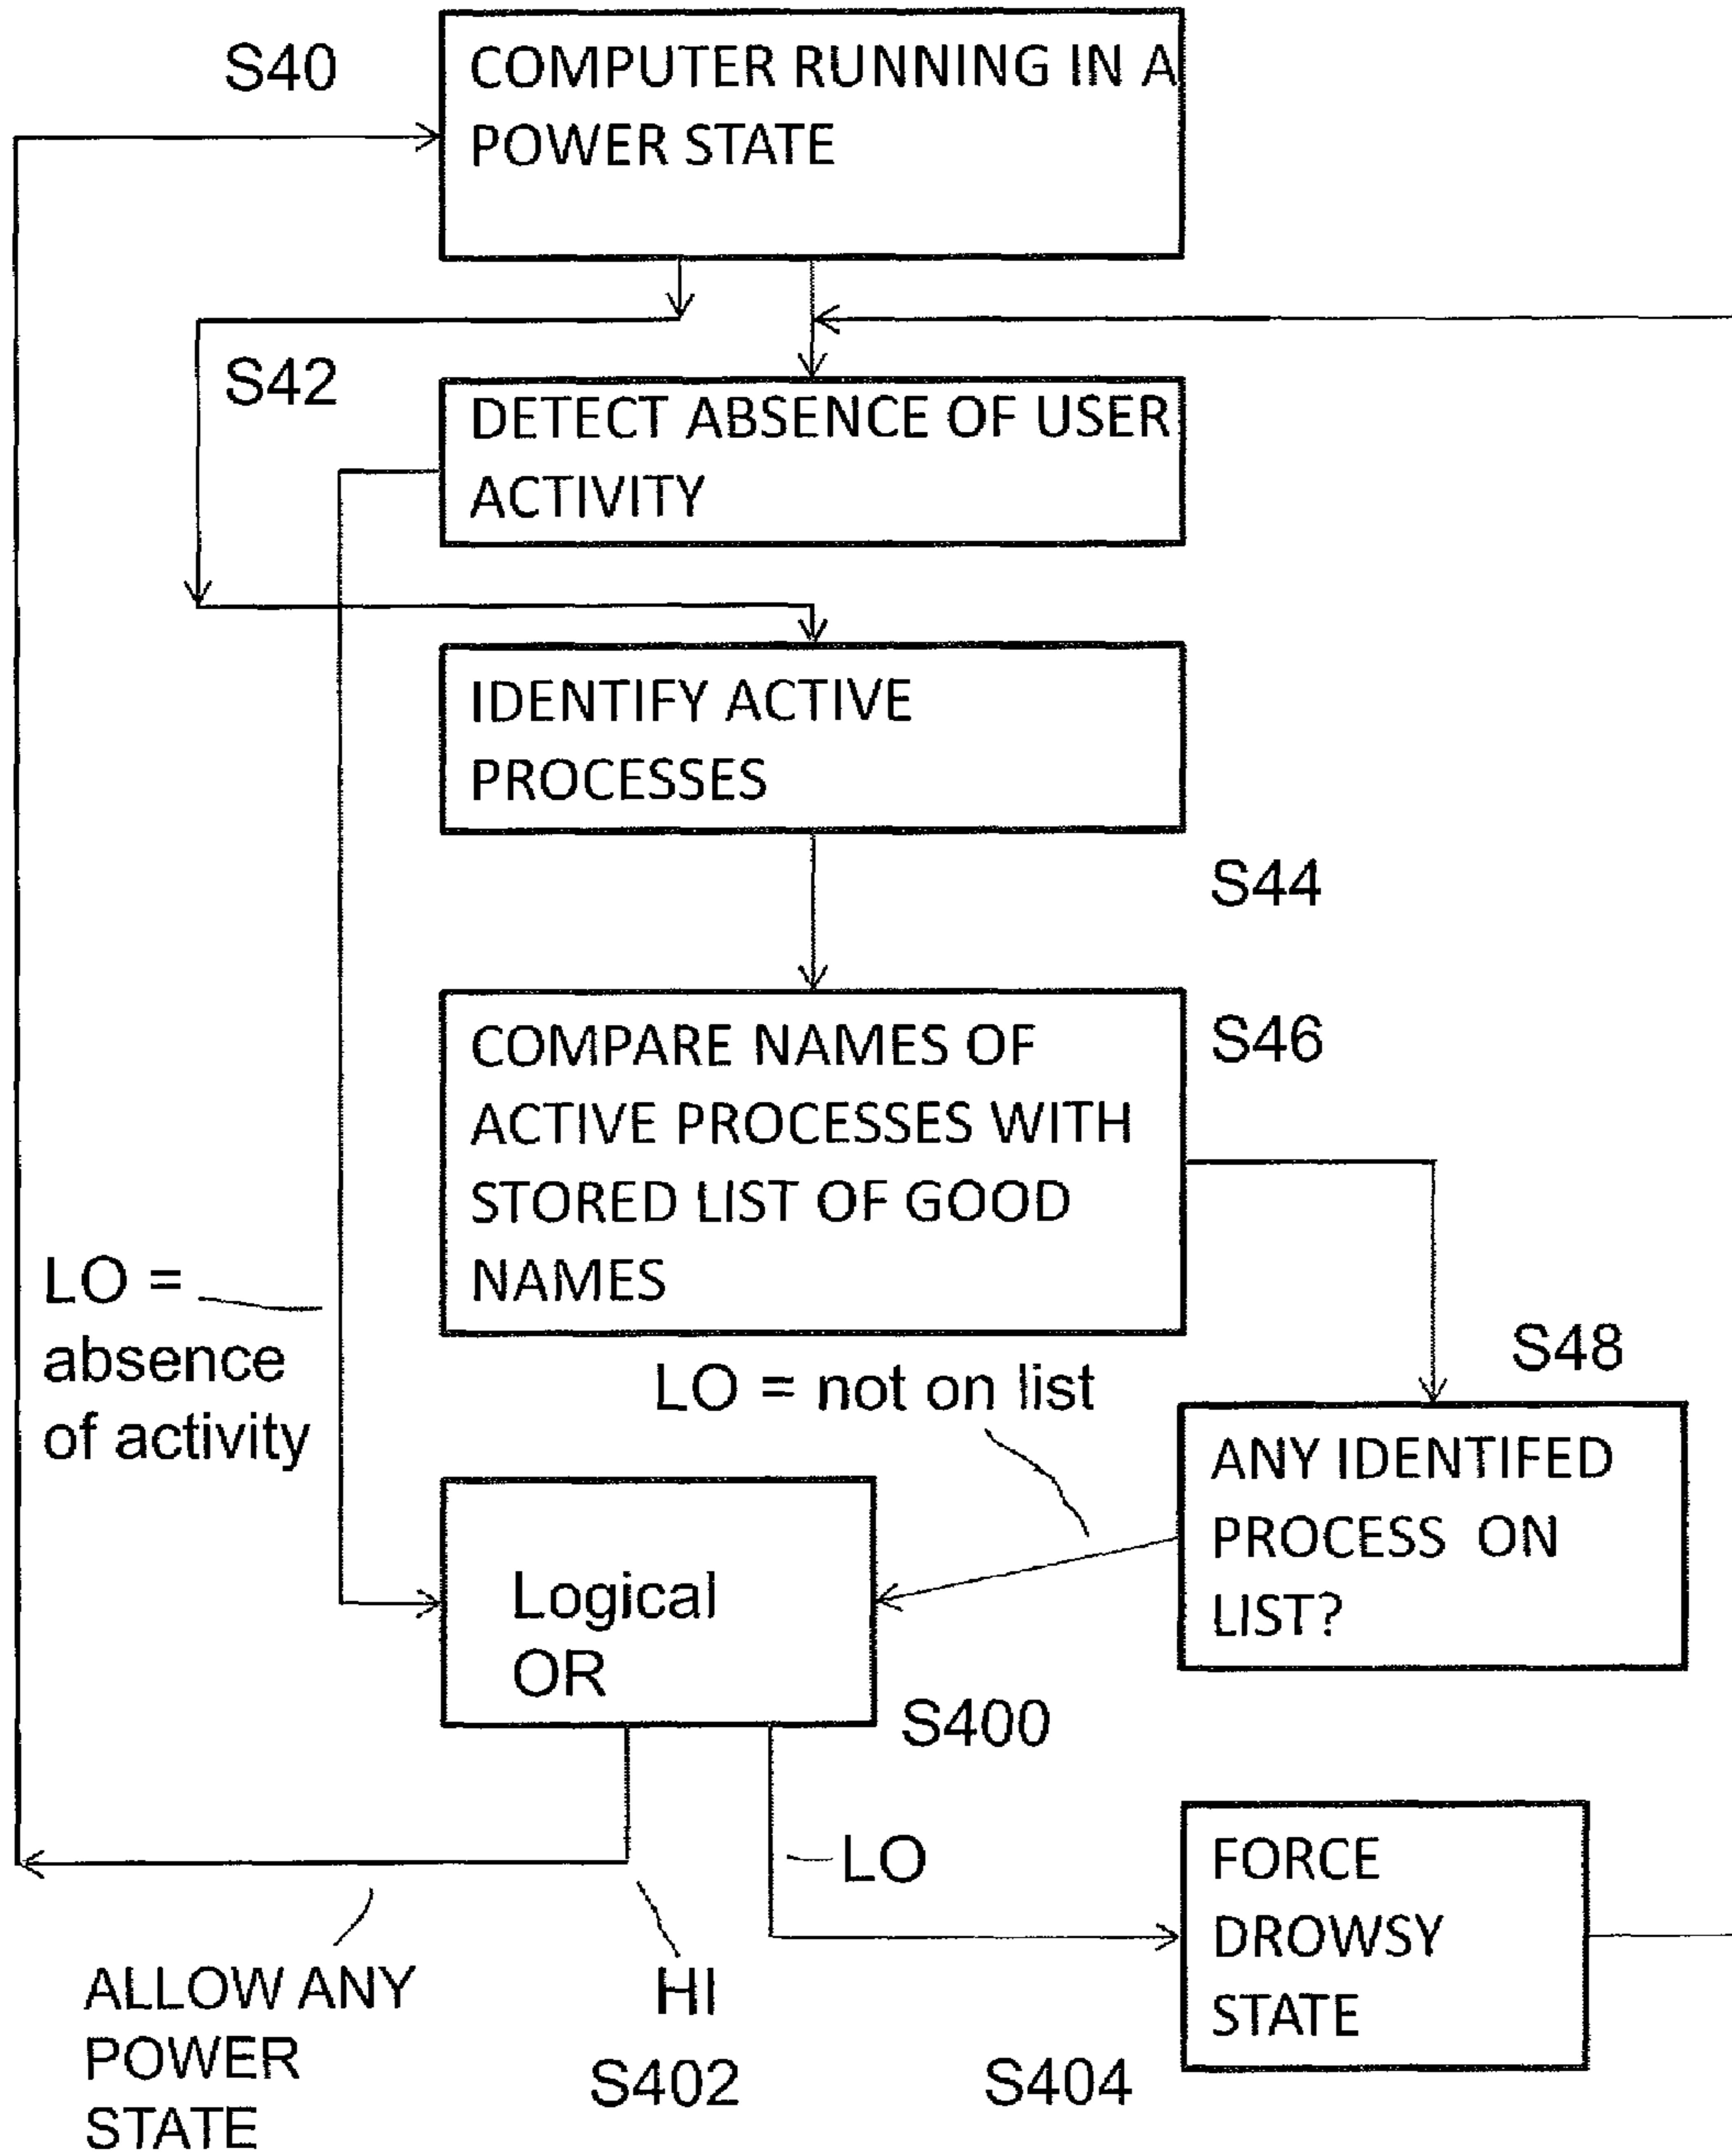 S40
COMPUTER RUNNING IN A
POWER STATE
S42
DETECT ABSENCE OF USER
ACTIVITY
IDENTIFY ACTIVE
PROCESSES
S44
COMPARE NAMES OF
ACTIVE PROCESSES WITH
STORED LIST OF GOOD
NAMES
S46
LO =
absence
of activity
LO = not on list
S48
ANY IDENTIFED
PROCESS ON
LIST?
Logical
OR
S400
LO
FORCE
DROWSY
STATE
ALLOW ANY
POWER
STATE
HI
S402
S404